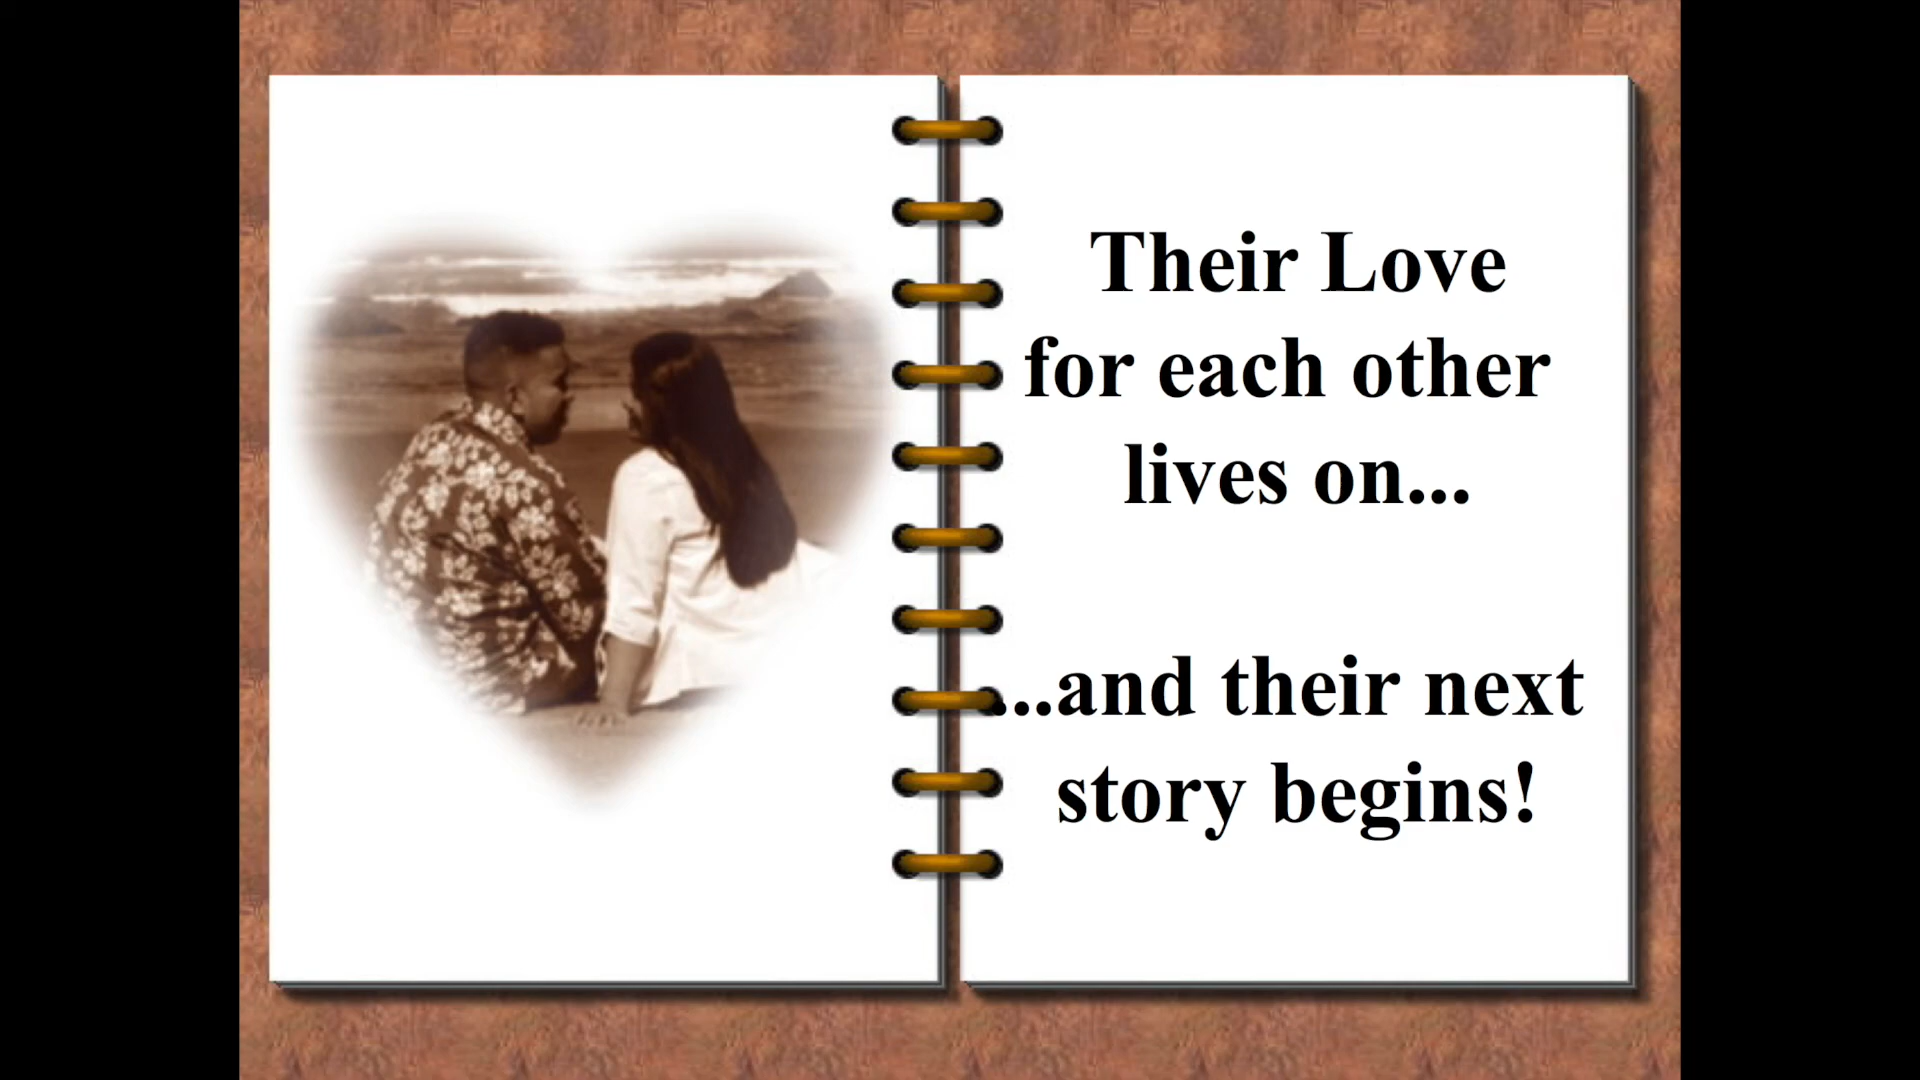 Their Love
for each other
lives on...
...and their next
story begins!